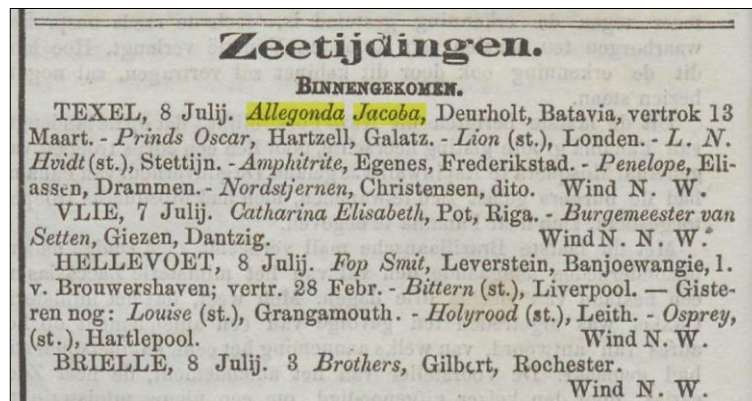 Zeetijdingen.
BINNENGEKOMEN.
TEXEL, 8 Julij. Allegonda Jacoba, Deurholt, Batavia, vertrok 13
Maart. - Prinds Oscar, Hartzell, Galatz. - Lion (st.), Londen. - L. N.
Hvidt (st.), Stettijn. - Amphitrite, Egenes, Frederikstad. - Penelope, Eli-
assen, Drammen. - Nordstjernen, Christensen, dito. Wind N. W.
VLIE, 7 Julij. Catharina Elisabeth, Pot, Riga. - Burgemeester van
Setten, Giezen, Dantzig. Wind N. N. W.
HELLEVOET, 8 Julij. Fop Smit, Leverstein, Banjoewangie, l.
v. Brouwershaven; vertr. 28 Febr. - Bittern (st.), Liverpool. — Giste-
ren nog: Louise (st.), Grangamouth. - Holyrood (st.), Leith. - Osprey,
(st.), Hartlepool. Wind N. W.
BRIELLE, 8 Julij. 3 Brothers, Gilbert, Rochester.
Wind N. W.